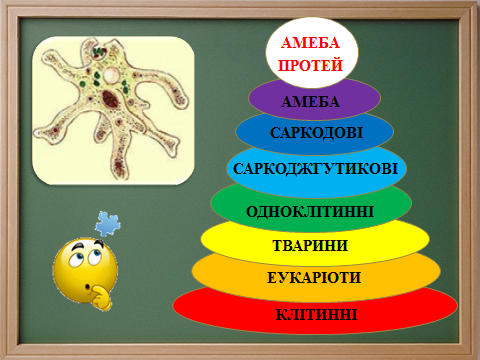 АМЕБА
ПРОТЕЙ
АМЕБА
САРКОДОВІ
САРКОДЖГУТИКОВІ
ОДНОКЛІТИННІ
ТВАРИНИ
ЕУКАРІОТИ
КЛІТИННІ